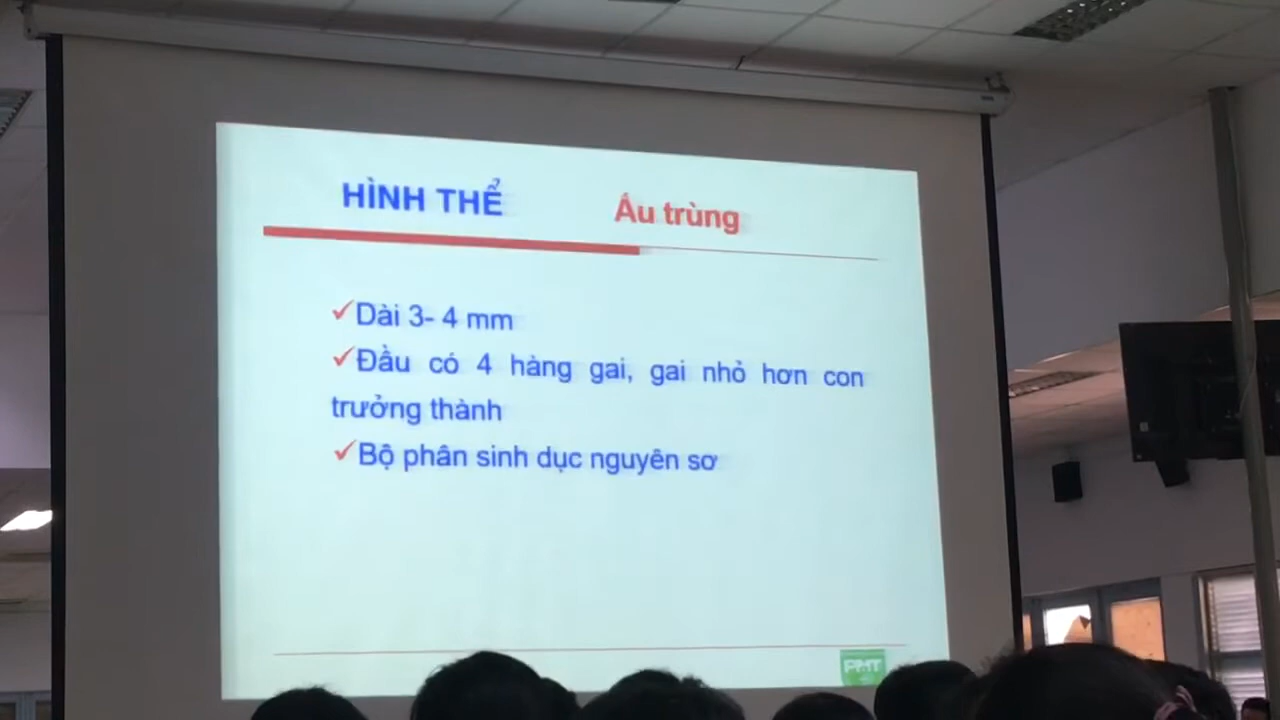 HÌNH THỂ
Ấu trùng
✓Dài 3- 4 mm
✓Đầu có 4 hàng gai, gai nhỏ hơn con
trưởng thành
✓Bộ phân sinh dục nguyên sơ
PMT